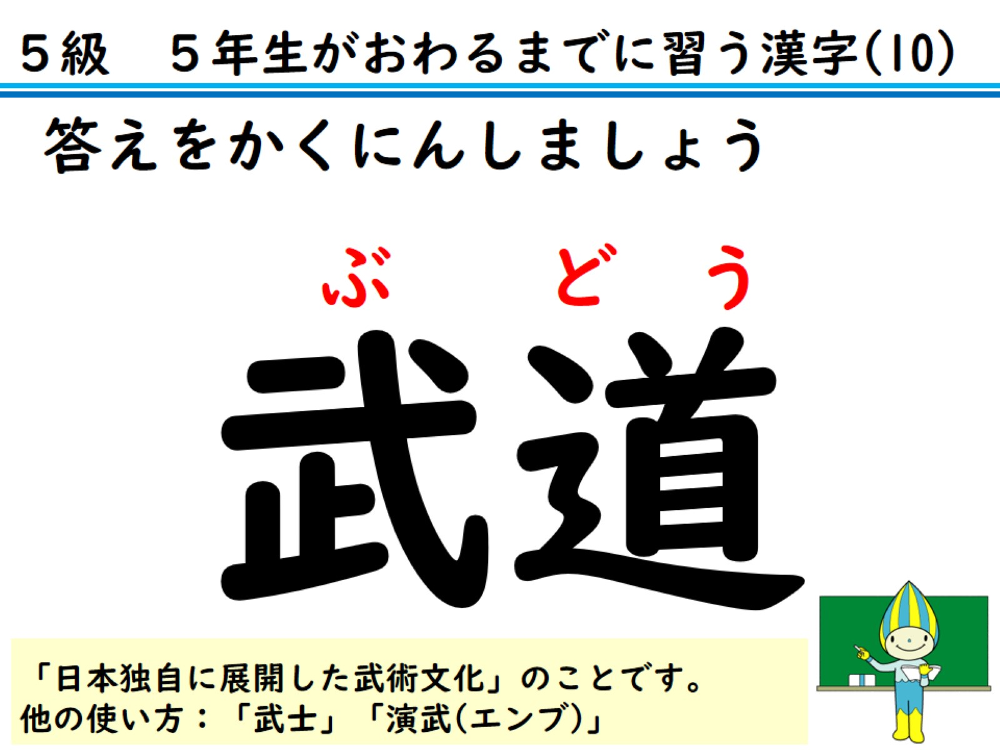 ５級　５年生がおわるまでに習う漢字(10)
答えをかくにんしましょう
ぶどう
武道
「日本独自に展開した武術文化」のことです。
他の使い方：「武士」「演武(エンブ)」